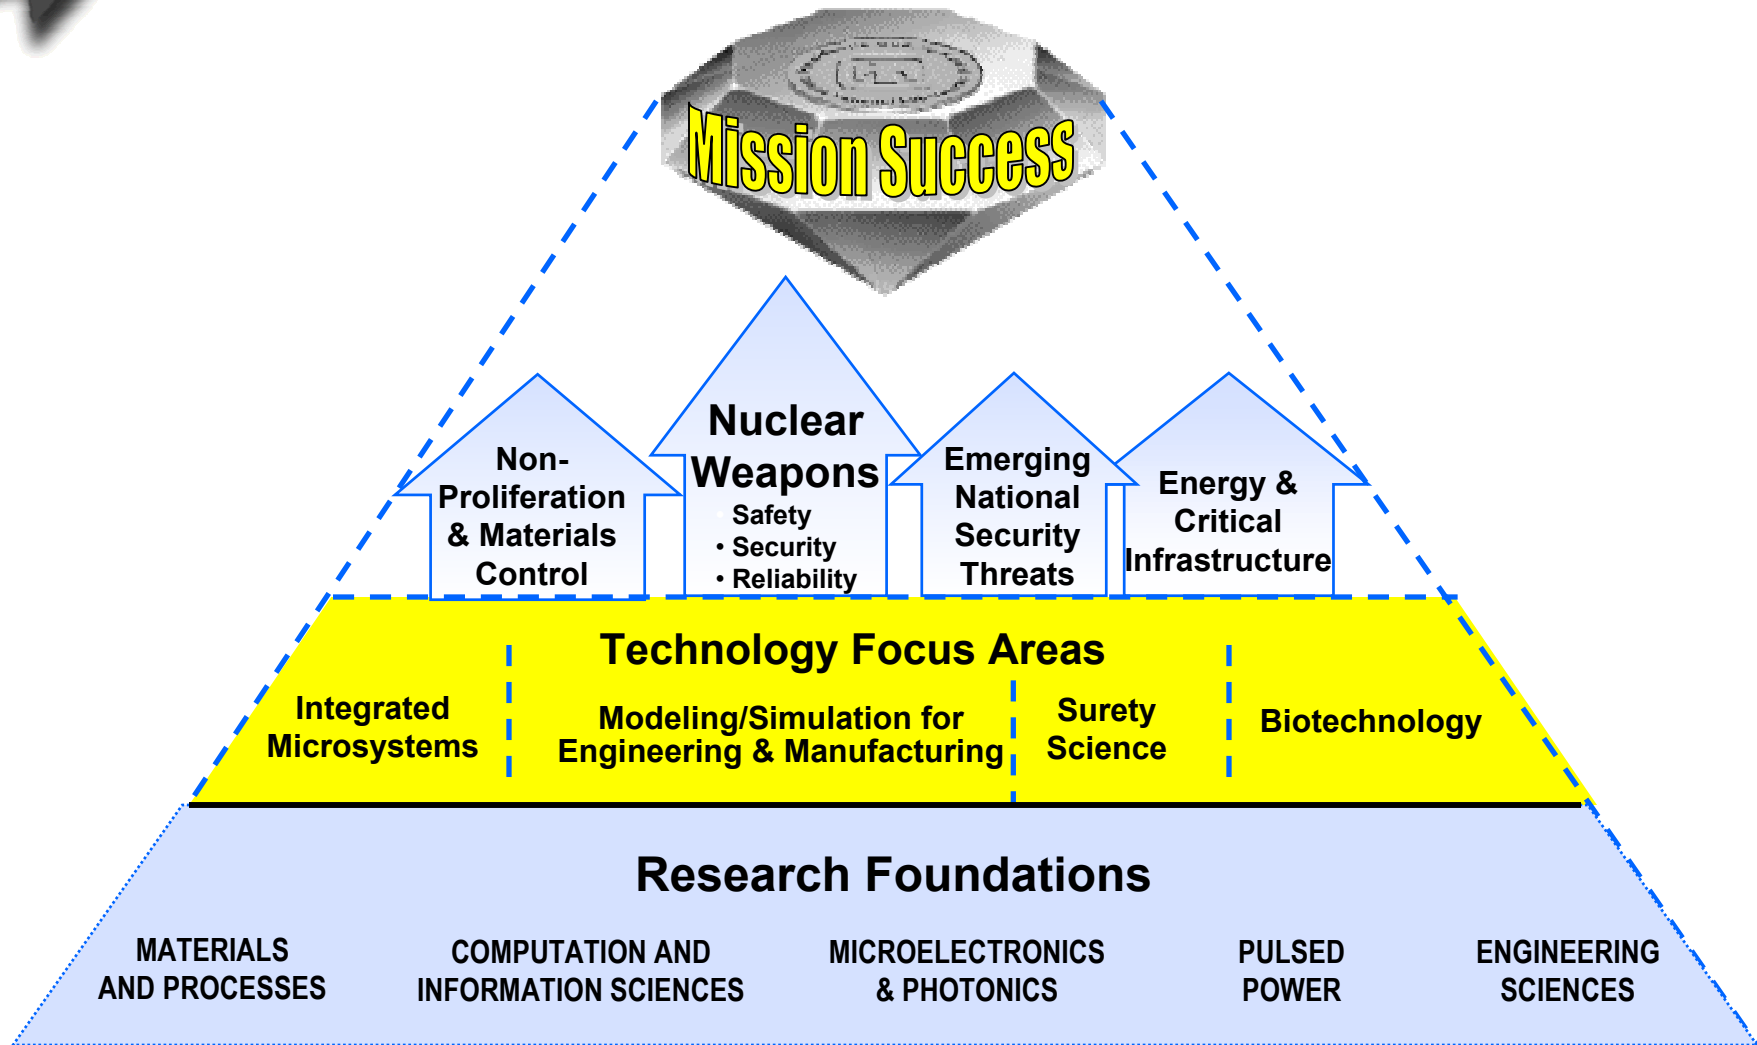 Mission Success
Non-
Proliferation
& Materials
Control
Nuclear
Weapons
• Safety
• Security
• Reliability
Emerging
National
Security
Threats
Energy &
Critical
Infrastructure
Technology Focus Areas
Integrated
Microsystems
Modeling/Simulation for
Engineering & Manufacturing
Surety
Science
Biotechnology
Research Foundations
MATERIALS
AND PROCESSES
COMPUTATION AND
INFORMATION SCIENCES
MICROELECTRONICS
& PHOTONICS
PULSED
POWER
ENGINEERING
SCIENCES